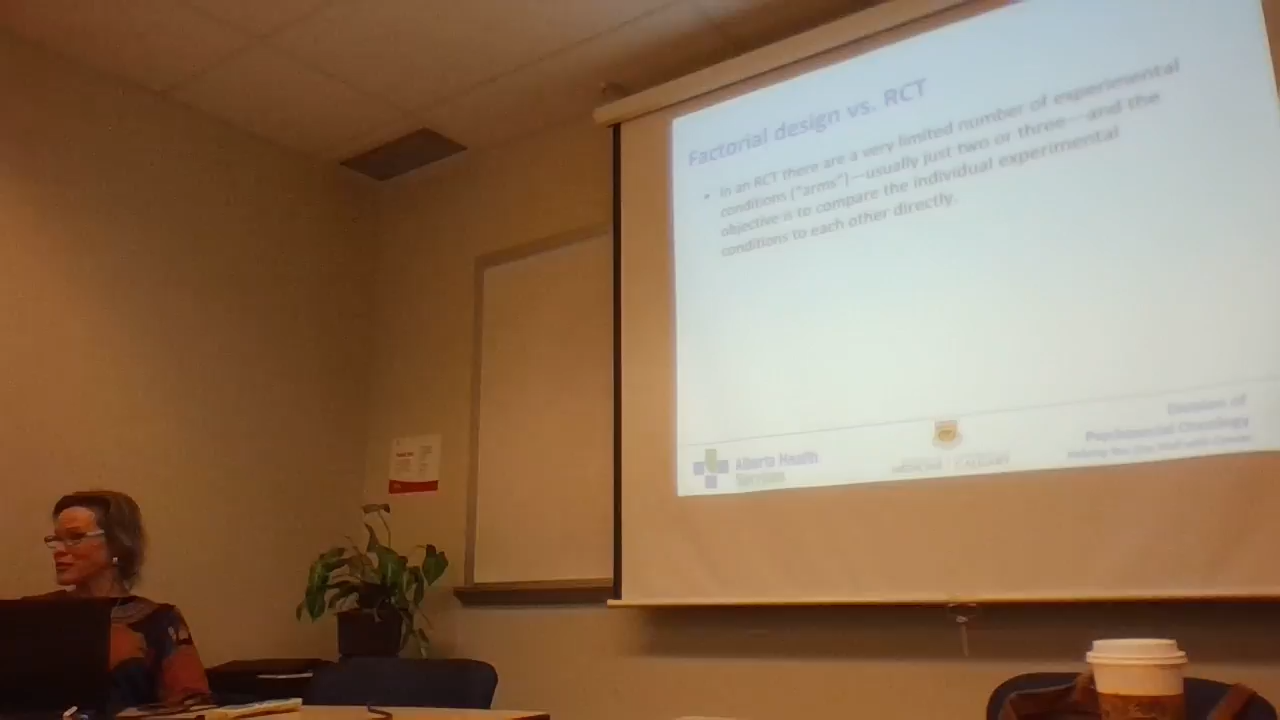 Factorial design vs. RCT
• In an RCT there are a very limited number of experimental
conditions ("arms")—usually just two or three—and the
objective is to compare the individual experimental
conditions to each other directly.
Alberta Health
Services
Division of
Psychosocial Oncology